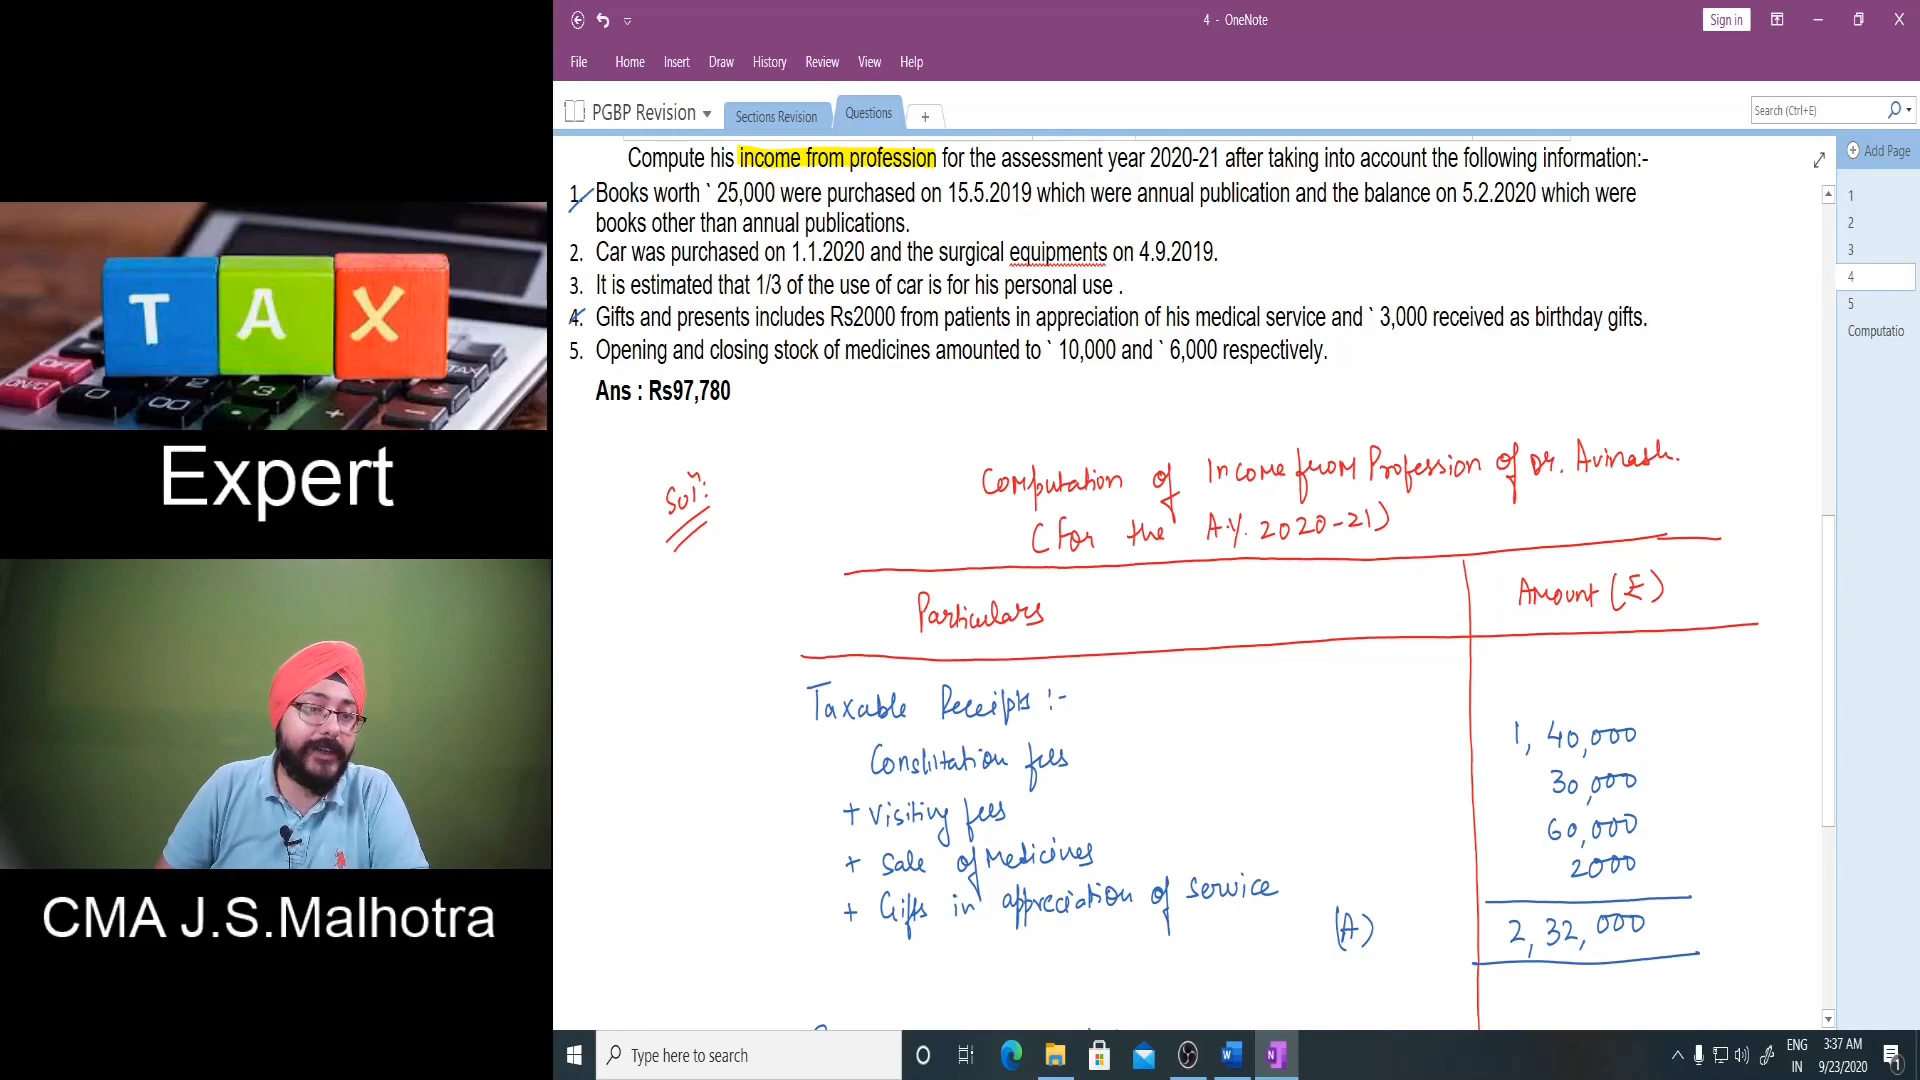 4 - OneNote
Sign in
File Home Insert Draw History Review View Help
PGBP Revision Sections Revision Questions +
Search (Ctrl+E)
Add Page
1
2
3
4
5
Computatio
Compute his income from profession for the assessment year 2020-21 after taking into account the following information:-
1. Books worth ` 25,000 were purchased on 15.5.2019 which were annual publication and the balance on 5.2.2020 which were
books other than annual publications.
2. Car was purchased on 1.1.2020 and the surgical equipments on 4.9.2019.
3. It is estimated that 1/3 of the use of car is for his personal use .
4. Gifts and presents includes Rs2000 from patients in appreciation of his medical service and ` 3,000 received as birthday gifts.
5. Opening and closing stock of medicines amounted to ` 10,000 and ` 6,000 respectively.
Ans : Rs97,780
Soln:
Computation of Income from Profession of Dr. Avinash.
(For the A.Y. 2020-21)
Particulars Amount (₹)
Taxable Receipts :-
Conslitation fees 1,40,000
+ Visiting fees 30,000
+ Sale of Medicines 60,000
+ Gifts in appreciation of service 2000
(A) 2,32,000
T A X
Expert
CMA J.S.Malhotra
Type here to search
ENG
IN
3:37 AM
9/23/2020
1